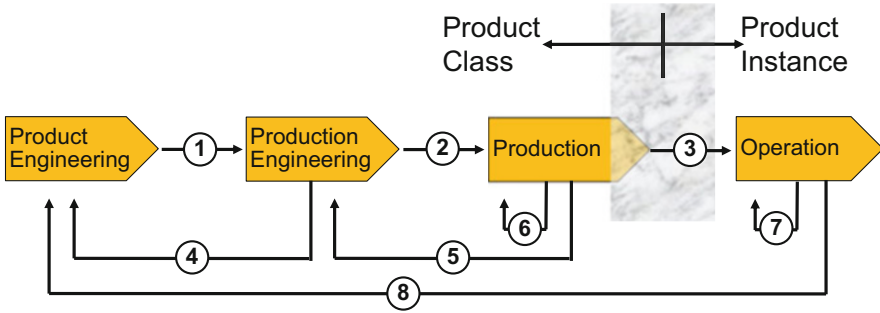 Product
Class
Product
Instance
Product
Engineering
1
Production
Engineering
2
Production
3
Operation
4
5
6
7
8